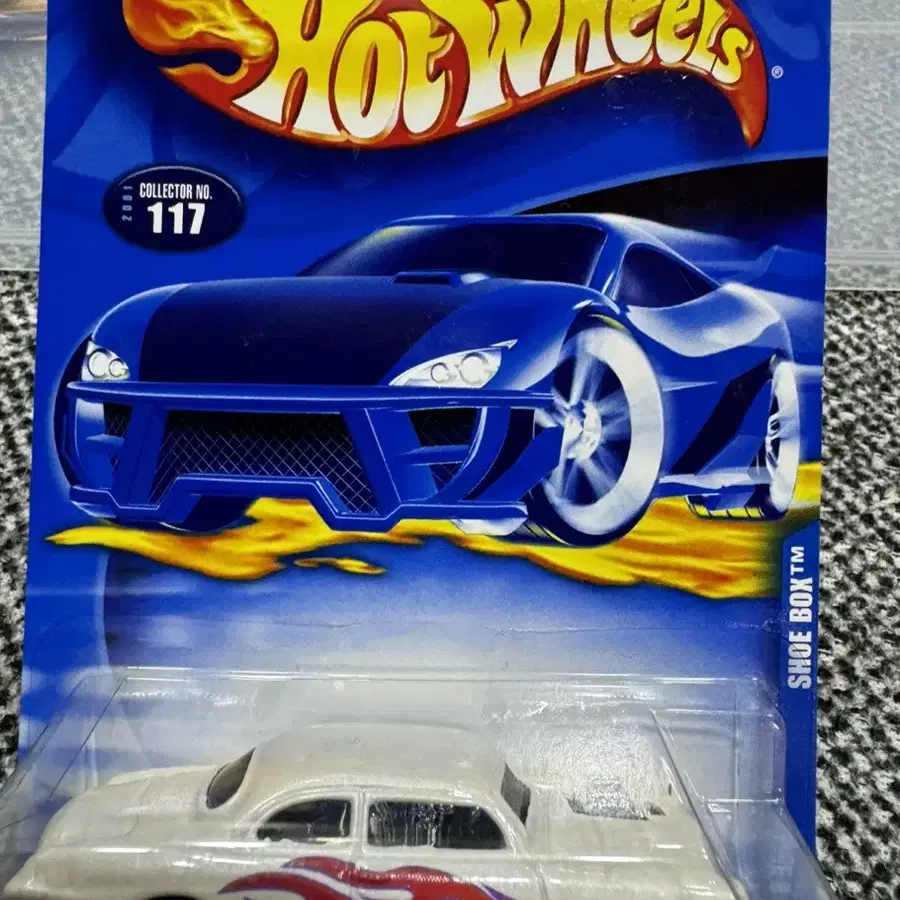 Hot Wheels®
2001
COLLECTOR NO.
117
SHOE BOX™